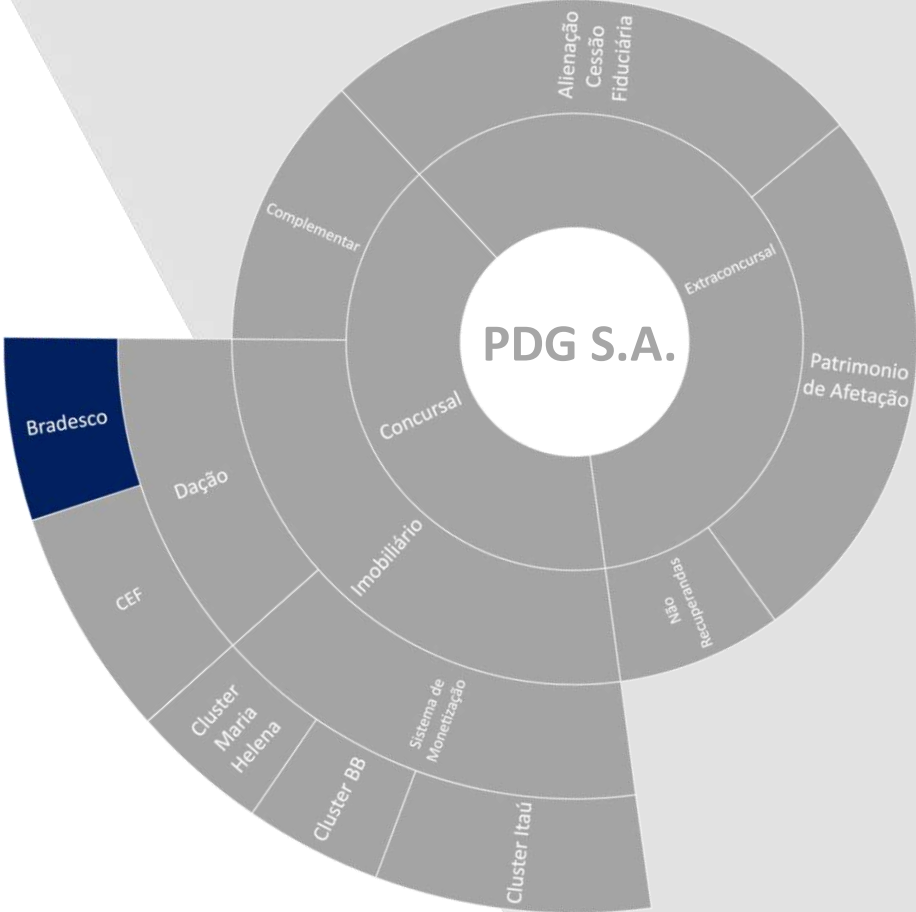 Alienação
Cessão
Fiduciária
Complementar
Extraconcursal
PDG S.A.
Patrimonio
de Afetação
Concursal
Bradesco
Dação
Imobiliário
CEF
Não
Recuperandas
Sistema de
Monetização
Cluster
Maria
Helena
Cluster BB
Cluster Itaú